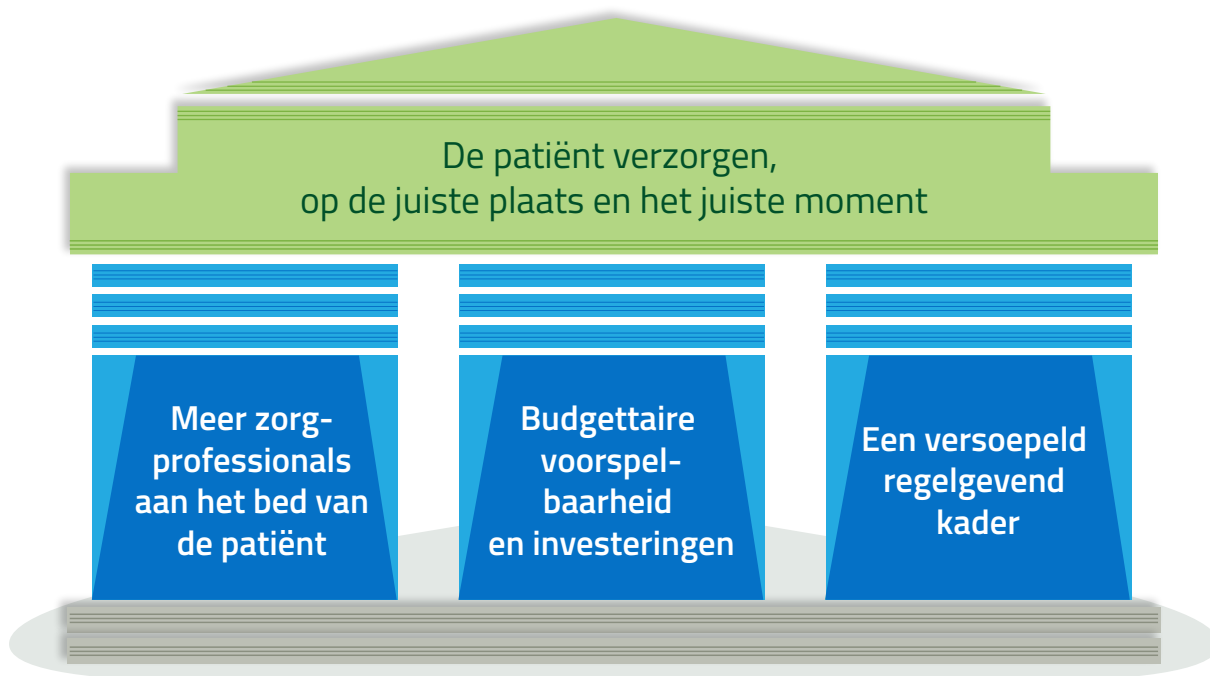 De patiënt verzorgen,
op de juiste plaats en het juiste moment
Meer zorg-
professionals
aan het bed van
de patiënt
Budgettaire
voorspel-
baarheid
en investeringen
Een versoepeld
regelgevend
kader